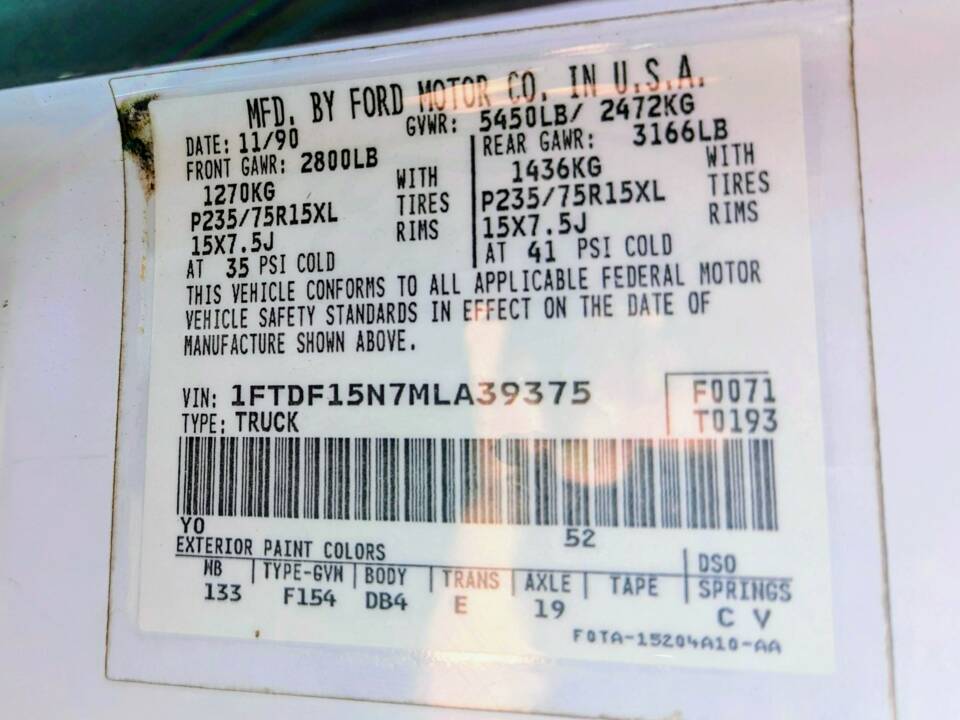 MFD. BY FORD MOTOR CO. IN U.S.A.
DATE: 11/90 GVWR: 5450LB/ 2472KG
FRONT GAWR: 2800LB REAR GAWR: 3166LB
1270KG WITH 1436KG WITH
P235/75R15XL TIRES P235/75R15XL TIRES
15X7.5J RIMS 15X7.5J RIMS
AT 35 PSI COLD AT 41 PSI COLD
THIS VEHICLE CONFORMS TO ALL APPLICABLE FEDERAL MOTOR
VEHICLE SAFETY STANDARDS IN EFFECT ON THE DATE OF
MANUFACTURE SHOWN ABOVE.
VIN: 1FTDF15N7MLA39375 F0071
TYPE: TRUCK T0193
YO 52
EXTERIOR PAINT COLORS DSO
WB TYPE-GVW BODY TRANS AXLE TAPE SPRINGS
133 F154 DB4 E 19 C V
F0TA-15204A10-AA